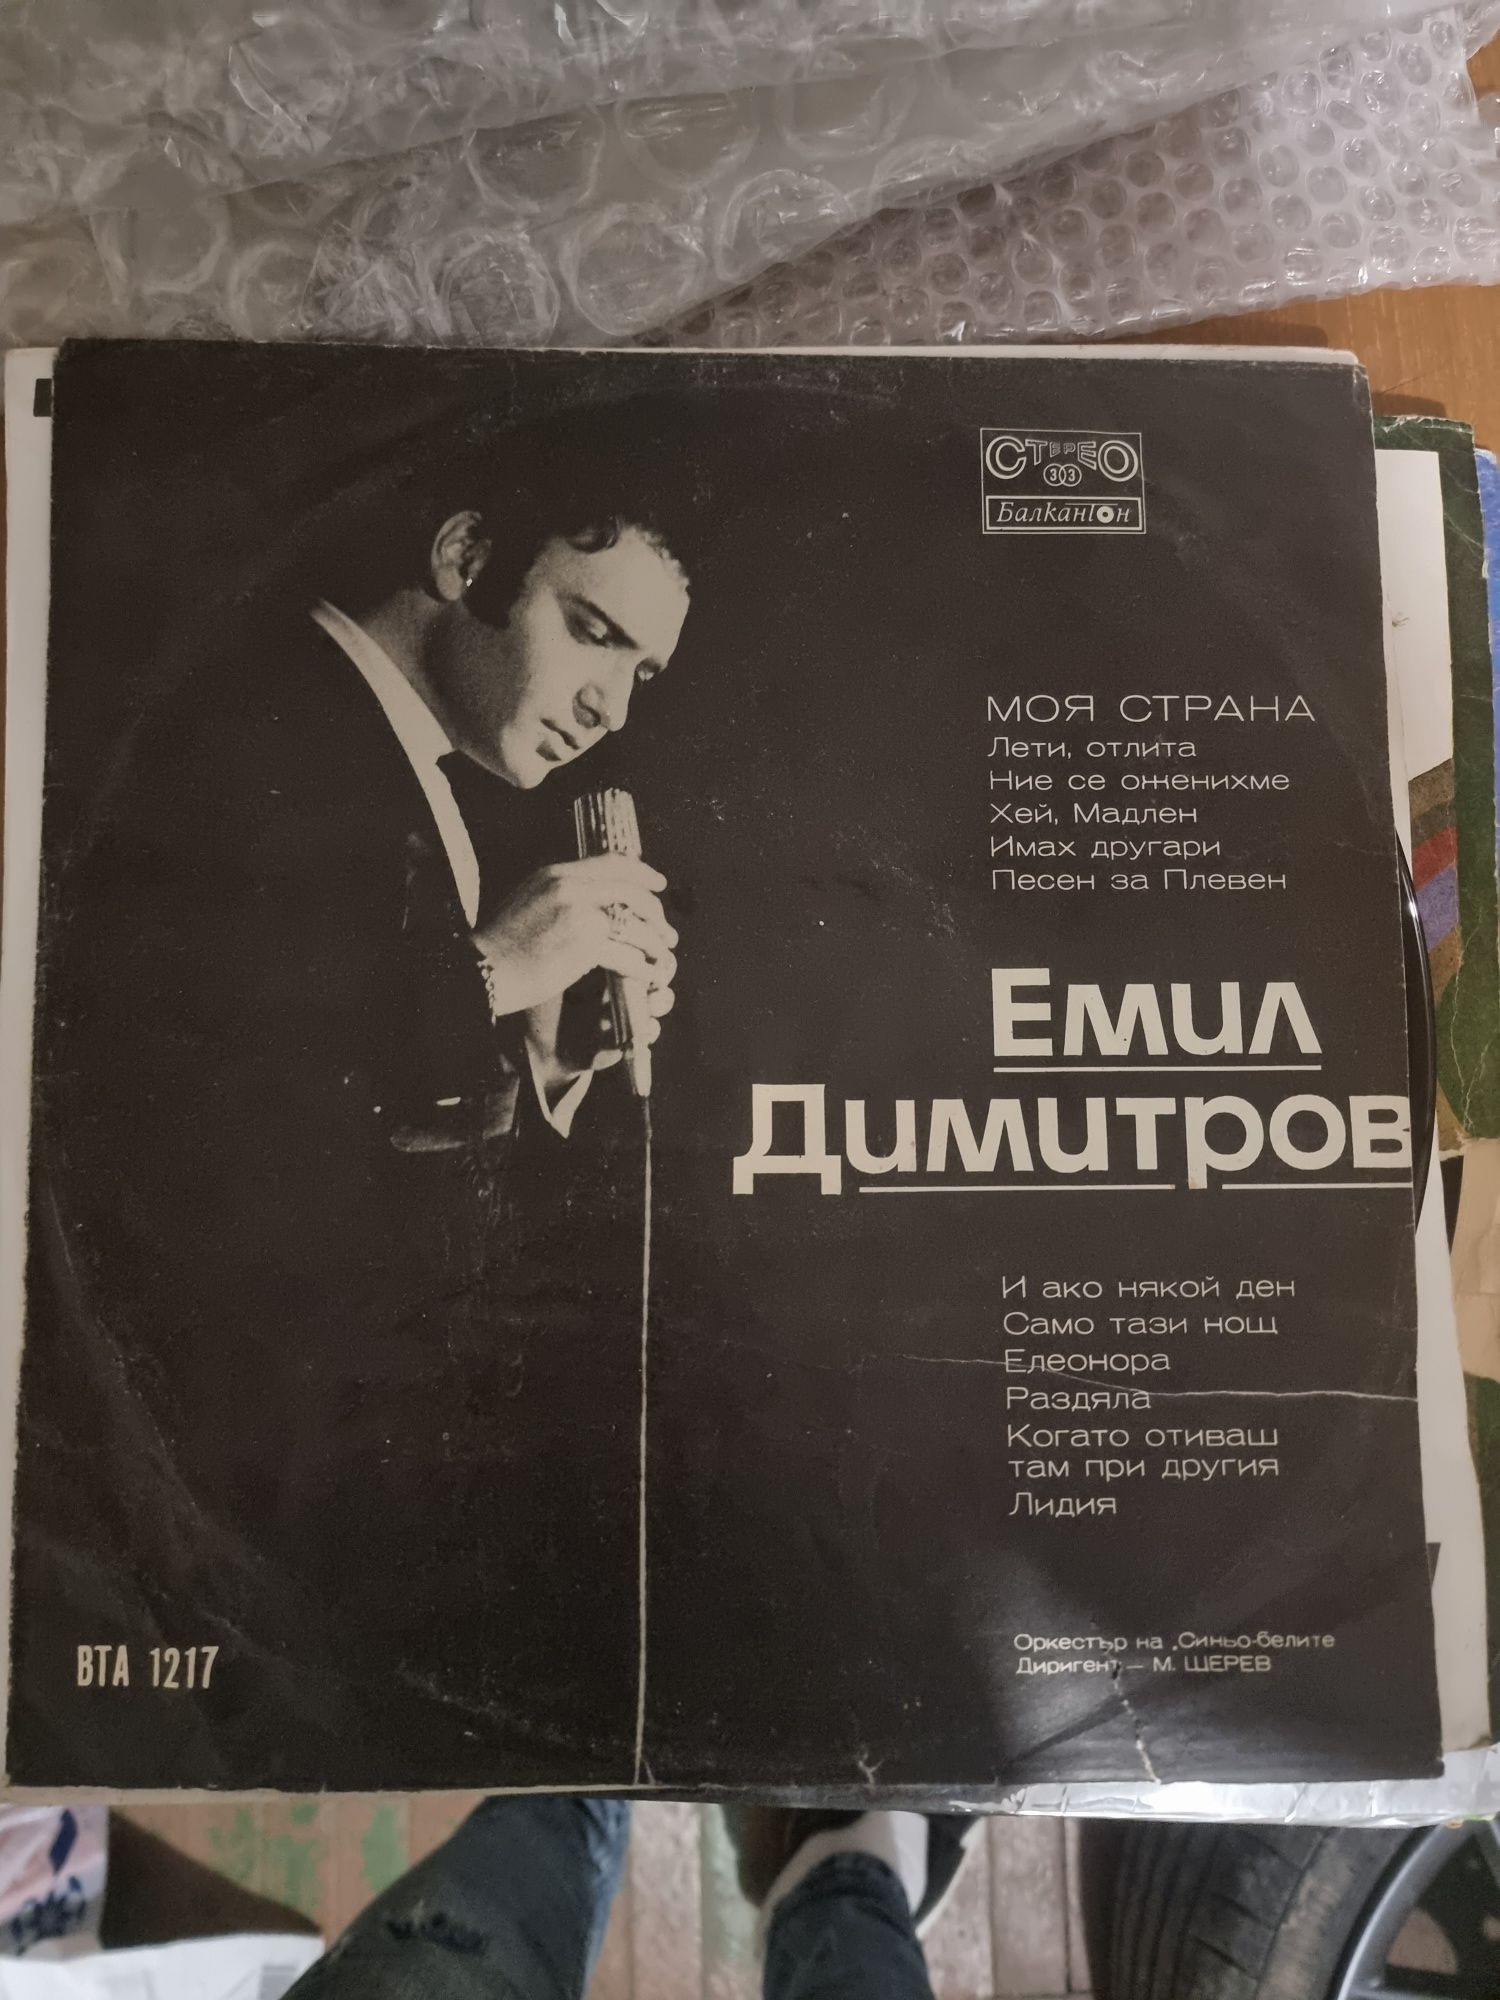 СТЕРЕО
33
Балкантон
МОЯ СТРАНА
Лети, отлита
Ние се оженихме
Хей, Мадлен
Имах другари
Песен за Плевен
Емил
Димитров
И ако някой ден
Само тази нощ
Елеонора
Раздяла
Когато отиваш
там при другия
Лидия
ВТА 1217
Оркестър на „Синьо-белите
Диригент — М. ЩЕРЕВ